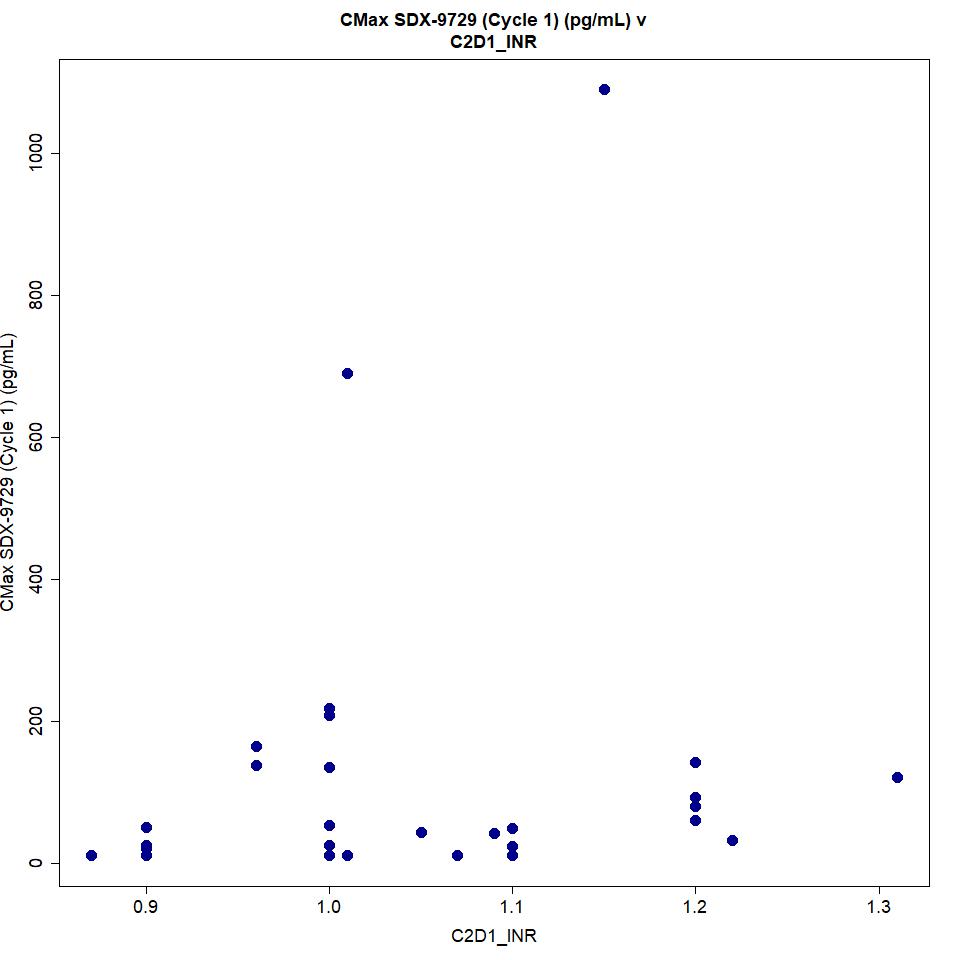 CMax SDX-9729 (Cycle 1) (pg/mL) v
C2D1_INR
1000
800
600
400
200
0
CMax SDX-9729 (Cycle 1) (pg/mL)
0.9 1.0 1.1 1.2 1.3
C2D1_INR